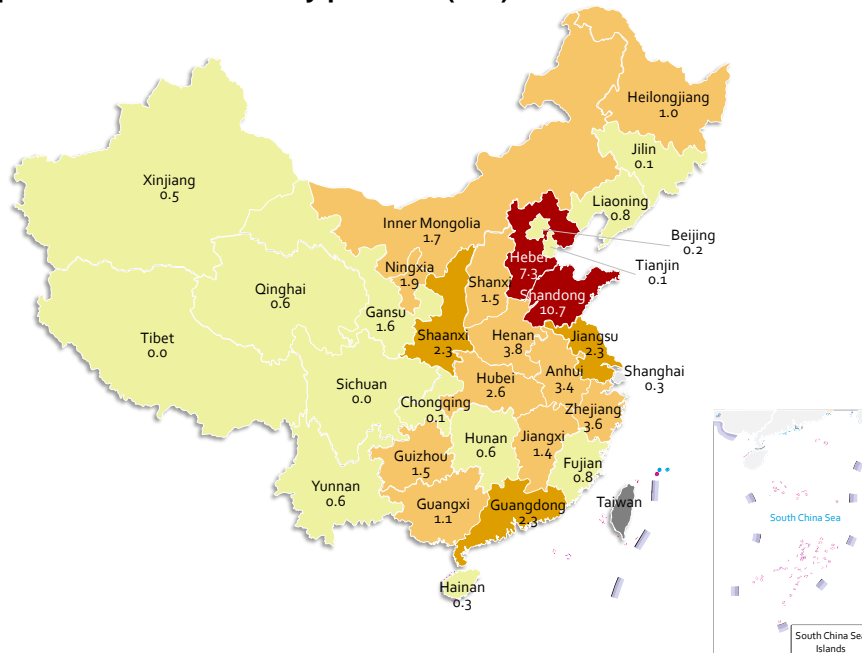 Heilongjiang
1.0
Jilin
0.1
Xinjiang
0.5
Liaoning
0.8
Inner Mongolia
1.7
Beijing
0.2
Hebei
7.3
Tianjin
0.1
Ningxia
1.9
Shanxi
1.5
Qinghai
0.6
Shandong
10.7
Gansu
1.6
Tibet
0.0
Shaanxi
2.3
Henan
3.8
Jiangsu
2.3
Shanghai
0.3
Anhui
3.4
Hubei
2.6
Sichuan
0.0
Chongqing
0.1
Zhejiang
3.6
Hunan
0.6
Jiangxi
1.4
Guizhou
1.5
Fujian
0.8
Yunnan
0.6
Guangxi
1.1
Guangdong
2.3
Taiwan
South China Sea
Hainan
0.3
South China Sea
Islands